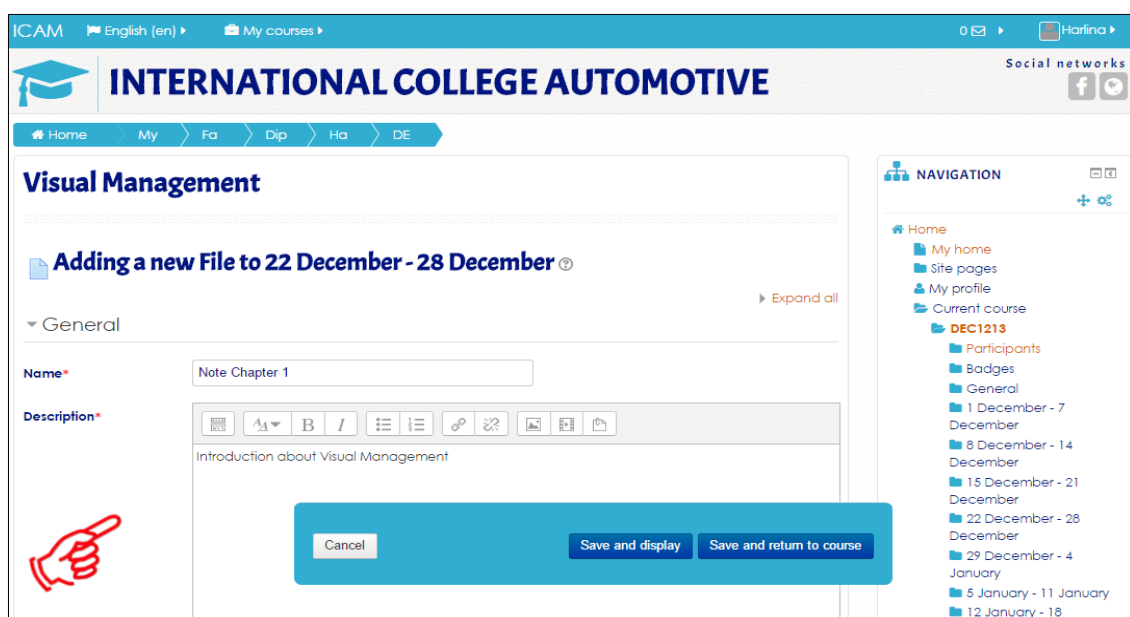 ICAM English (en) My courses 0 Harlina
INTERNATIONAL COLLEGE AUTOMOTIVE
Social networks
Home My Fa Dip Ha DE
Visual Management
Adding a new File to 22 December - 28 December
Expand all
General
Name*
Note Chapter 1
Description*
Introduction about Visual Management
Cancel
Save and display
Save and return to course
NAVIGATION
Home
My home
Site pages
My profile
Current course
DEC1213
Participants
Badges
General
1 December - 7
December
8 December - 14
December
15 December - 21
December
22 December - 28
December
29 December - 4
January
5 January - 11 January
12 January - 18